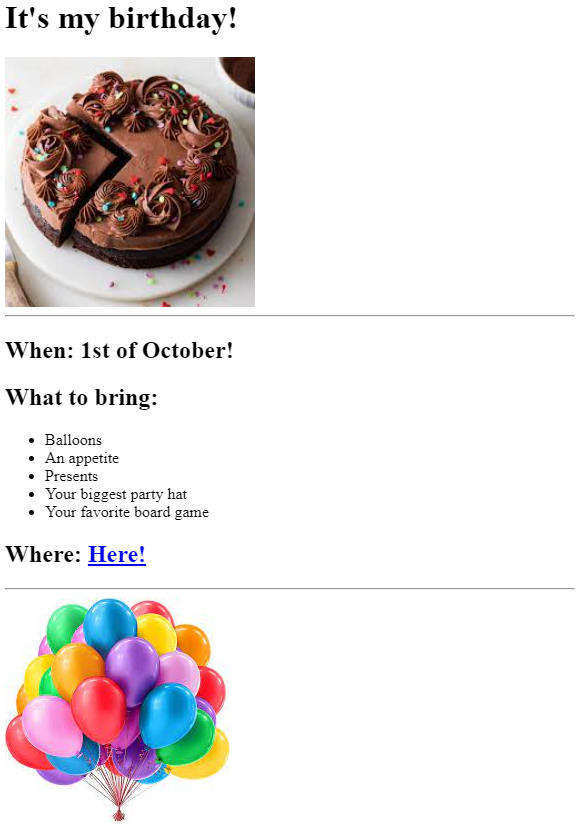 It's my birthday!
When: 1st of October!
What to bring:
Balloons
An appetite
Presents
Your biggest party hat
Your favorite board game
Where: Here!